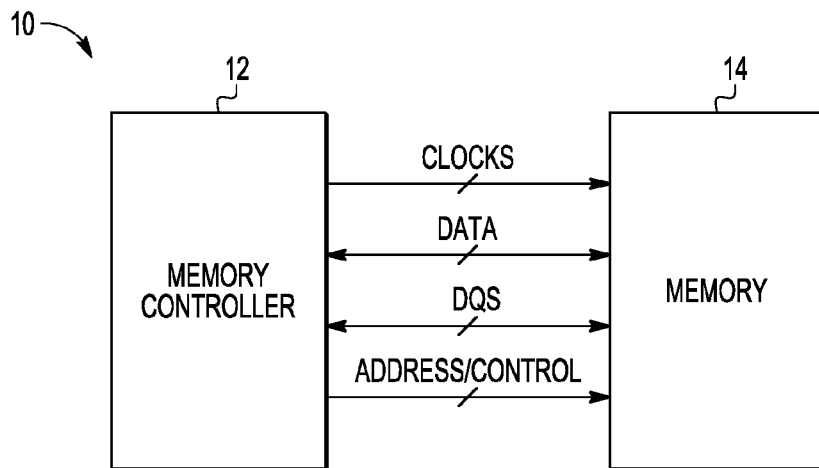 10
12
14
CLOCKS
DATA
MEMORY
CONTROLLER
DQS
MEMORY
ADDRESS/CONTROL